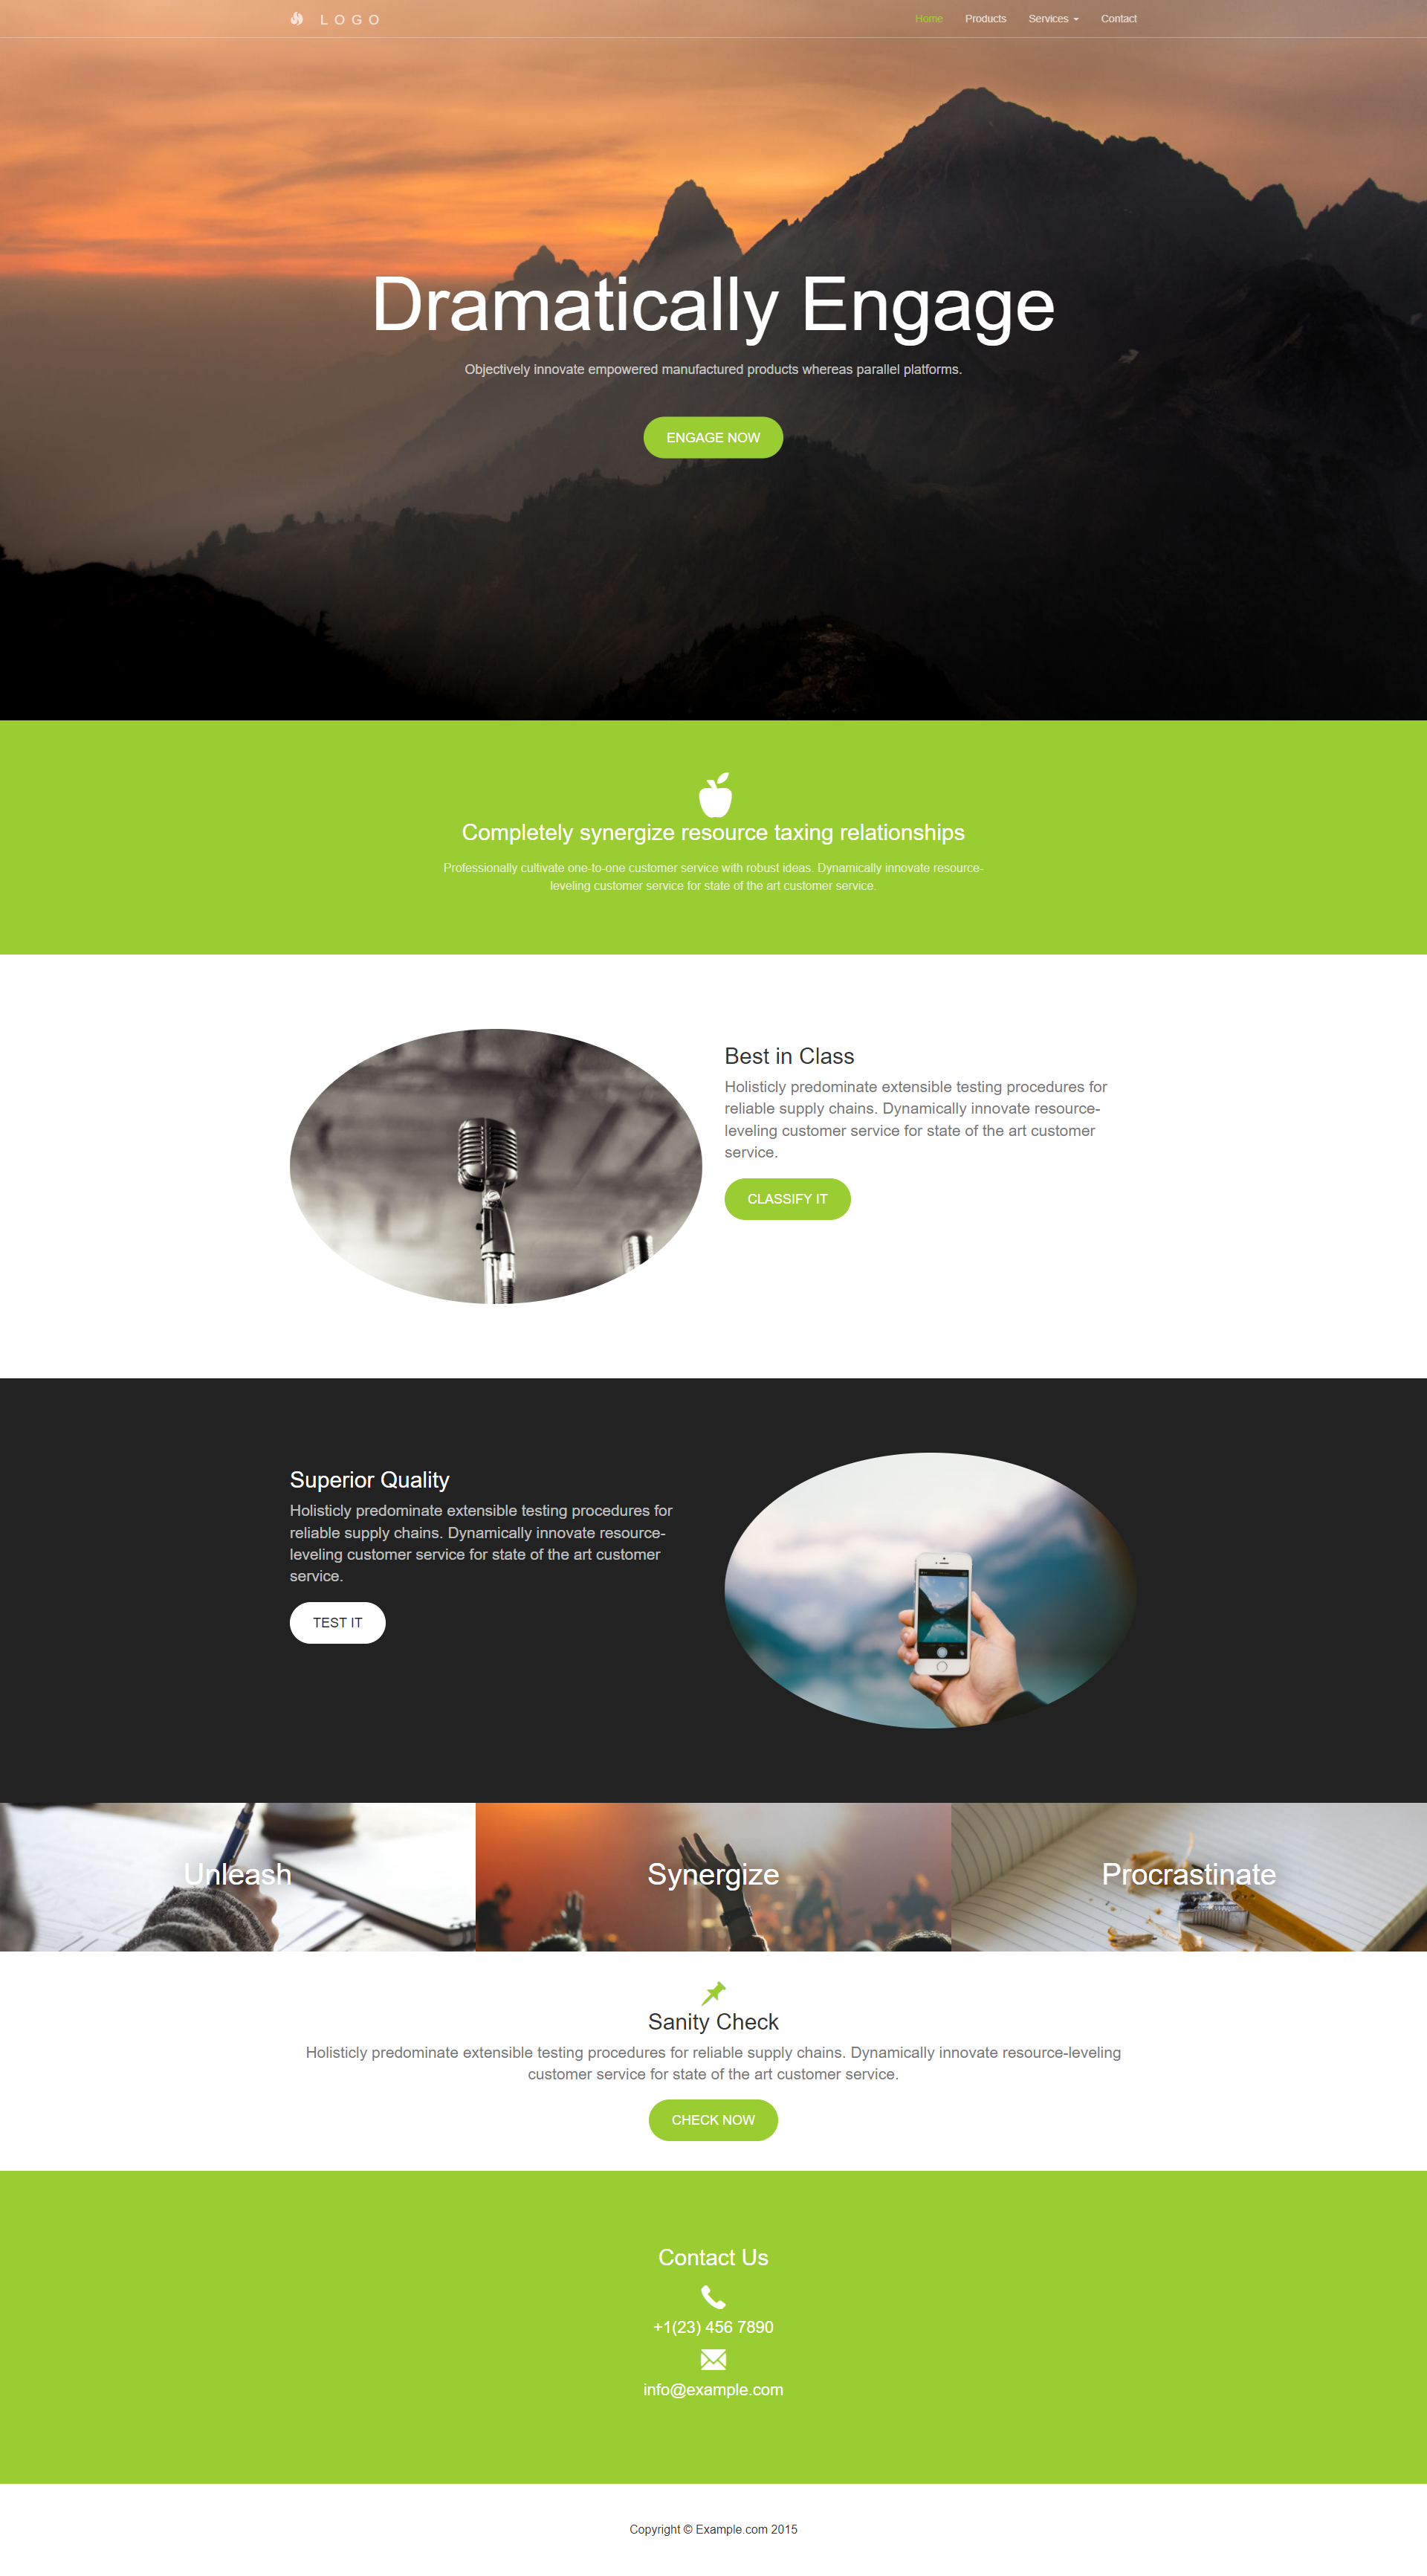 LOGO
Home Products Services Contact
Dramatically Engage
Objectively innovate empowered manufactured products whereas parallel platforms.
ENGAGE NOW
Completely synergize resource taxing relationships
Professionally cultivate one-to-one customer service with robust ideas. Dynamically innovate resource-
leveling customer service for state of the art customer service.
Best in Class
Holisticly predominate extensible testing procedures for
reliable supply chains. Dynamically innovate resource-
leveling customer service for state of the art customer
service.
CLASSIFY IT
Superior Quality
Holisticly predominate extensible testing procedures for
reliable supply chains. Dynamically innovate resource-
leveling customer service for state of the art customer
service.
TEST IT
Unleash
Synergize
Procrastinate
Sanity Check
Holisticly predominate extensible testing procedures for reliable supply chains. Dynamically innovate resource-leveling
customer service for state of the art customer service.
CHECK NOW
Contact Us
+1(23) 456 7890
info@example.com
Copyright © Example.com 2015